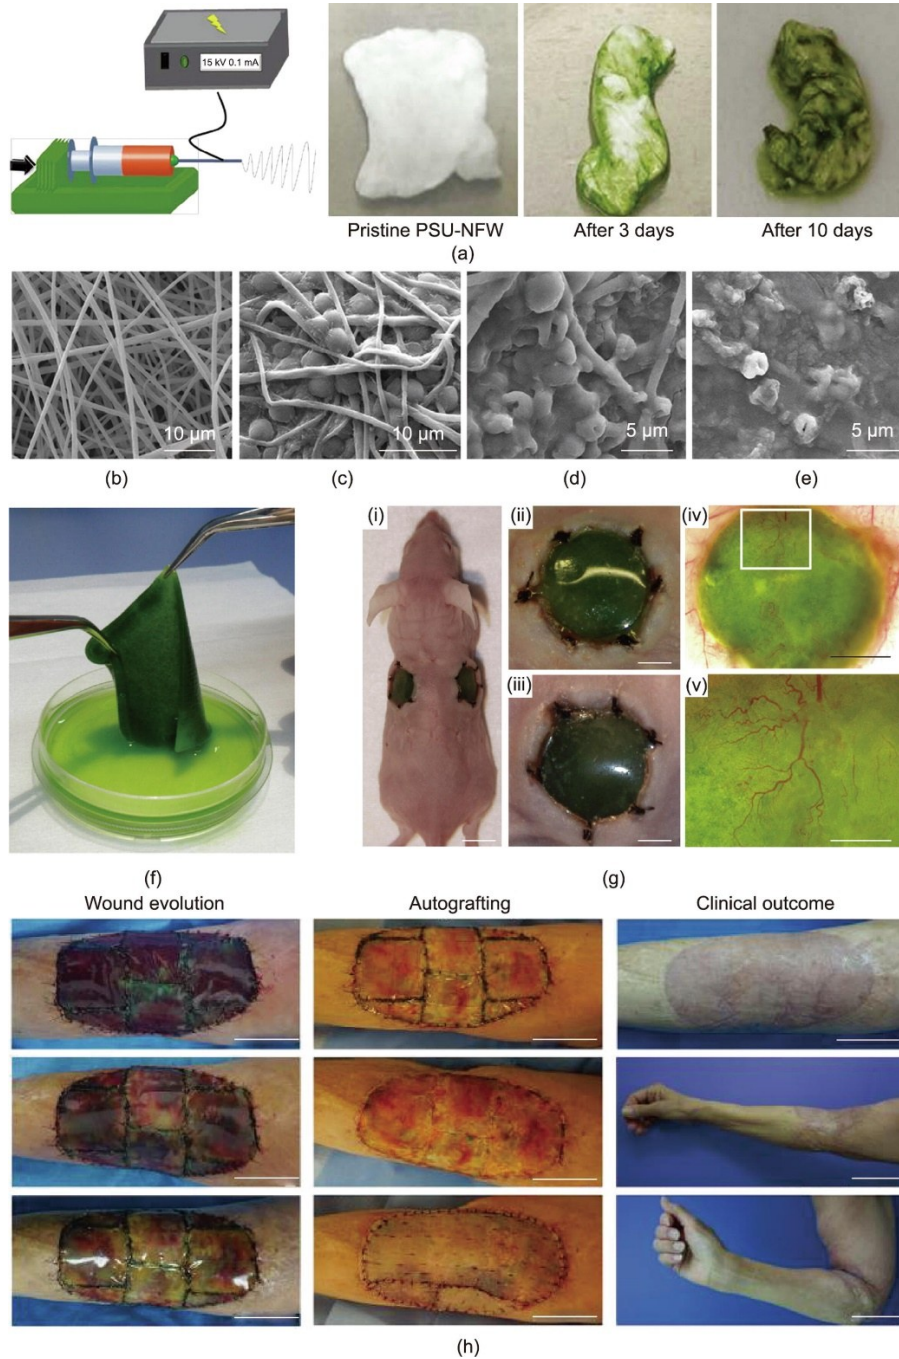 15 kV 0.1 mA
Pristine PSU-NFW
After 3 days
After 10 days
(a)
10 μm
10 μm
5 μm
5 μm
(b)
(c)
(d)
(e)
(i)
(ii)
(iv)
(iii)
(v)
(f)
(g)
Wound evolution
Autografting
Clinical outcome
(h)